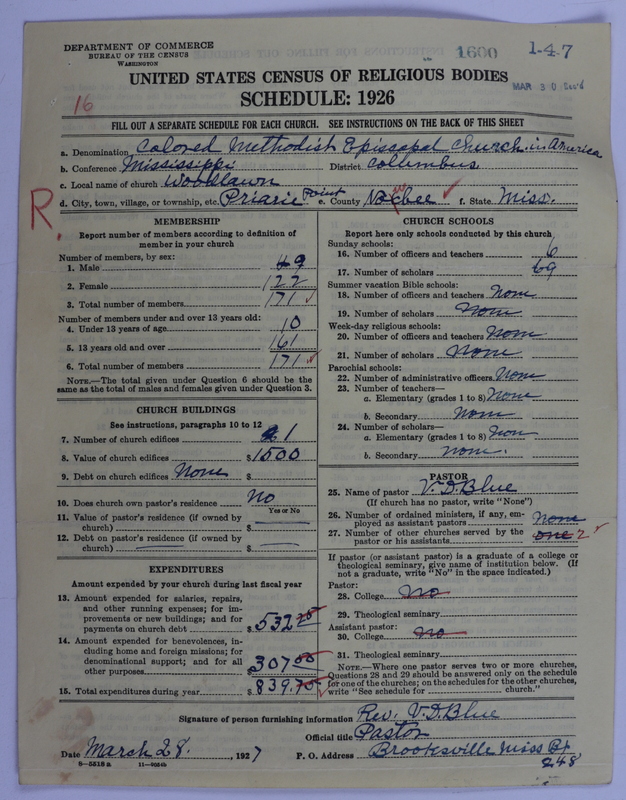 DEPARTMENT OF COMMERCE
BUREAU OF THE CENSUS
WASHINGTON
1600
1-4-7
MAR 30
UNITED STATES CENSUS OF RELIGIOUS BODIES
16
SCHEDULE: 1926
FILL OUT A SEPARATE SCHEDULE FOR EACH CHURCH. SEE INSTRUCTIONS ON THE BACK OF THIS SHEET
a. Denomination Colored Methodist Episcopal Church in America
b. Conference Mississippi District Collumbus
c. Local name of church Woodlawn
d. City, town, village, or township, etc. Priarie Point e. County Noxubee f. State Miss.
R.
MEMBERSHIP
Report number of members according to definition of
member in your church
Number of members, by sex:
1. Male 49
2. Female 122
3. Total number of members 171
Number of members under and over 13 years old:
4. Under 13 years of age 10
5. 13 years old and over 161
6. Total number of members 171
NOTE.—The total given under Question 6 should be
same as the total of males and females given under Question 3.
CHURCH BUILDINGS
See instructions, paragraphs 10 to 12
7. Number of church edifices 1
8. Value of church edifices $1500
9. Debt on church edifices None $
10. Does church own pastor's residence No
Yes or No
11. Value of pastor's residence (if owned by
church) $
12. Debt on pastor's residence (if owned by
church) $
EXPENDITURES
Amount expended by your church during last fiscal year
13. Amount expended for salaries, repairs,
and other running expenses; for im-
provements or new buildings; and for
payments on church debt $ 532
14. Amount expended for benevolences, in-
cluding home and foreign missions; for
denominational support; and for all
other purposes $ 307
15. Total expenditures during year $ 839.75
CHURCH SCHOOLS
Report here only schools conducted by this church
Sunday schools:
16. Number of officers and teachers 6
17. Number of scholars 69
Summer vacation Bible schools:
18. Number of officers and teachers None
19. Number of scholars None
Week-day religious schools:
20. Number of officers and teachers None
21. Number of scholars None
Parochial schools:
22. Number of administrative officers None
23. Number of teachers—
a. Elementary (grades 1 to 8) None
b. Secondary None
24. Number of scholars—
a. Elementary (grades 1 to 8) Non
b. Secondary none.
PASTOR
25. Name of pastor V. D. Blue
(If church has no pastor, write "None")
26. Number of ordained ministers, if any, em-
ployed as assistant pastors None
27. Number of other churches served by the
pastor or his assistants one 2
If pastor (or assistant pastor) is a graduate of a college or
theological seminary, give name of institution below. (If
not a graduate, write "No" in the space indicated.)
Pastor:
28. College No
29. Theological seminary
Assistant pastor:
30. College no
31. Theological seminary
NOTE.—Where one pastor serves two or more churches,
Questions 28 and 29 should be answered only on the schedule
for one of the churches; on the schedules for the other churches,
write "See schedule for church."
Signature of person furnishing information Rev. V. D. Blue
Official title Pastor
Date March 28, 1927 P. O. Address Brooksville Miss Bx
248
8—5518a